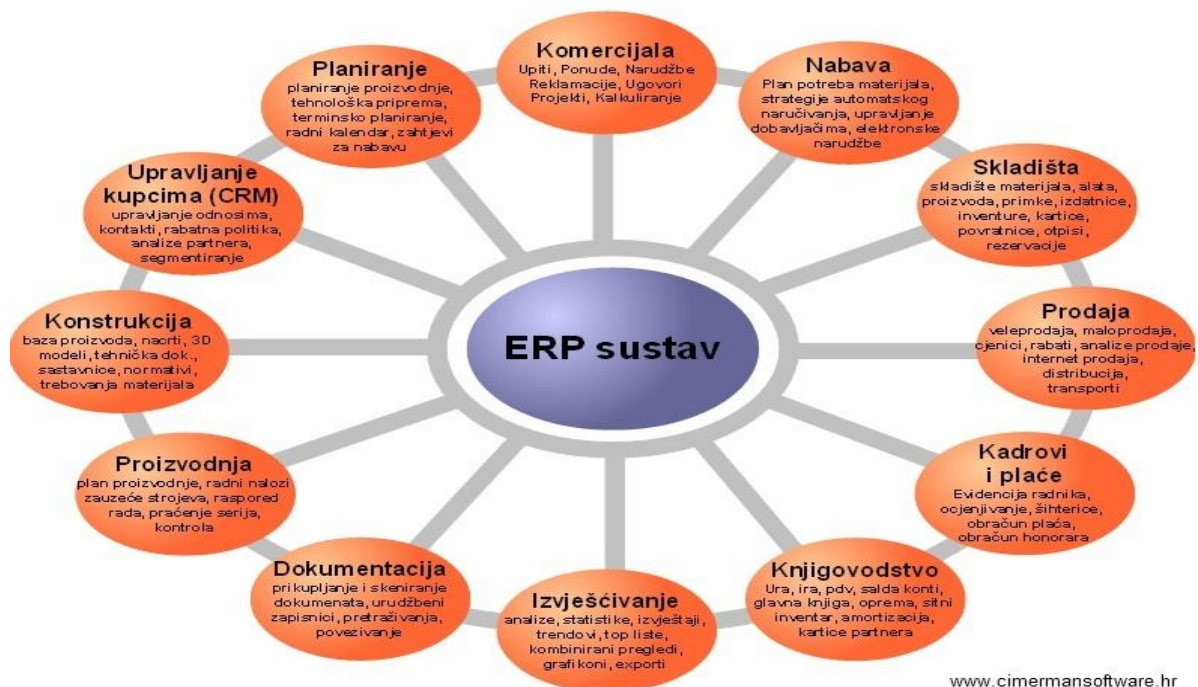 Komercijala
Upiti, Ponude, Narudžbe
Reklamacije, Ugovori
Projekti, Kalkuliranje
Nabava
Plan potreba materijala,
strategije automatskog
naručivanja, upravljanje
dobavljačima, elektronske
narudžbe
Skladišta
skladište materijala, alata,
proizvoda, primke, izdatnice,
inventure, kartice,
povratnice, otpisi,
rezervacije
Prodaja
veleprodaja, maloprodaja,
cjenici, rabati, analize prodaje,
internet prodaja,
distribucija,
transporti
Kadrovi
i plaće
Evidencija radnika,
ocjenjivanje, šihterice,
obračun plaća,
obračun honorara
Knjigovodstvo
Ura, ira, pdv, salda konti,
glavna knjiga, oprema, sitni
inventar, amortizacija,
kartice partnera
Izvješćivanje
analize, statistike, izvještaji,
trendovi, top liste,
kombinirani pregledi,
grafikoni, exporti
Dokumentacija
prikupljanje i skeniranje
dokumenata, urudžbeni
zapisnici, pretraživanja,
povezivanje
Proizvodnja
plan proizvodnje, radni nalozi
zauzeće strojeva, raspored
rada, praćenje serija,
kontrola
Konstrukcija
baza proizvoda, nacrti, 3D
modeli, tehnička dok.,
sastavnice, normativi,
trebovanja materijala
Upravljanje
kupcima (CRM)
upravljanje odnosima,
kontakti, rabatna politika,
analize partnera,
segmentiranje
Planiranje
planiranje proizvodnje,
tehnološka priprema,
terminsko planiranje,
radni kalendar, zahtjevi
za nabavu
ERP sustav
www.cimermansoftware.hr